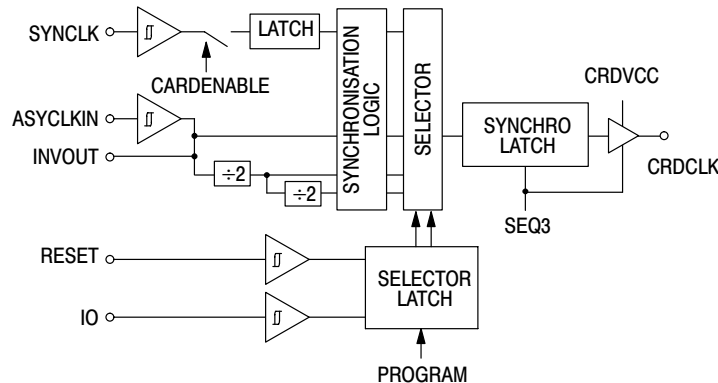 SYNCLK
LATCH
CARDENABLE
ASYCLKIN
INVOUT
÷2
÷2
SYNCHRONISATION
LOGIC
SELECTOR
CRDVCC
SYNCHRO
LATCH
CRDCLK
SEQ3
RESET
IO
SELECTOR
LATCH
PROGRAM